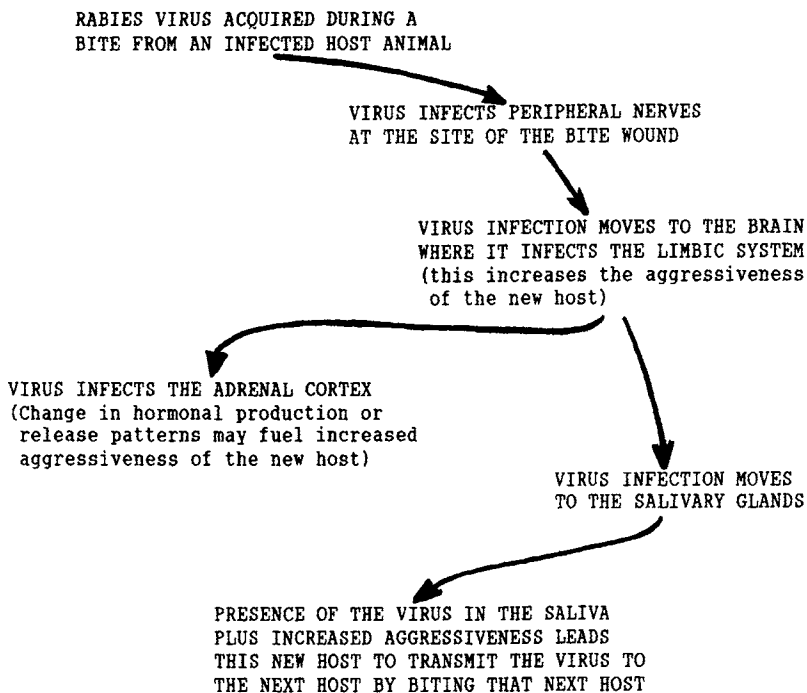 RABIES VIRUS ACQUIRED DURING A
BITE FROM AN INFECTED HOST ANIMAL
VIRUS INFECTS PERIPHERAL NERVES
AT THE SITE OF THE BITE WOUND
VIRUS INFECTION MOVES TO THE BRAIN
WHERE IT INFECTS THE LIMBIC SYSTEM
(this increases the aggressiveness
of the new host)
VIRUS INFECTS THE ADRENAL CORTEX
(Change in hormonal production or
release patterns may fuel increased
aggressiveness of the new host)
VIRUS INFECTION MOVES
TO THE SALIVARY GLANDS
PRESENCE OF THE VIRUS IN THE SALIVA
PLUS INCREASED AGGRESSIVENESS LEADS
THIS NEW HOST TO TRANSMIT THE VIRUS TO
THE NEXT HOST BY BITING THAT NEXT HOST